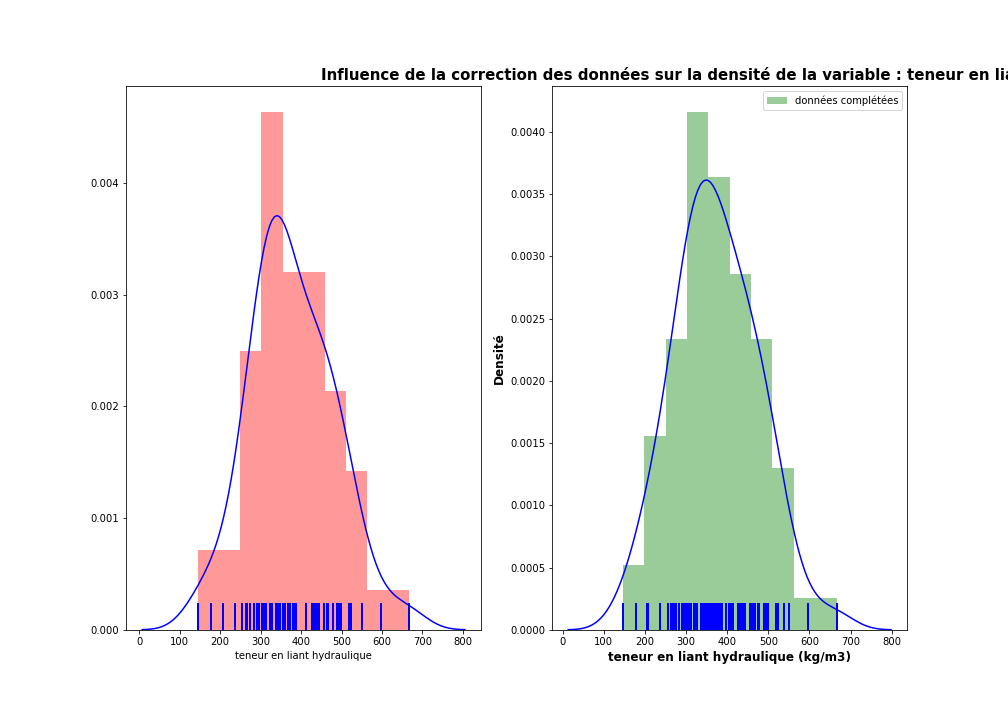 Influence de la correction des données sur la densité de la variable : teneur en
données complétées
0.004
0.003
0.002
0.001
0.000
0 100 200 300 400 500 600 700 800
teneur en liant hydraulique
Densité
0.0040
0.0035
0.0030
0.0025
0.0020
0.0015
0.0010
0.0005
0.0000
0 100 200 300 400 500 600 700 800
teneur en liant hydraulique (kg/m3)